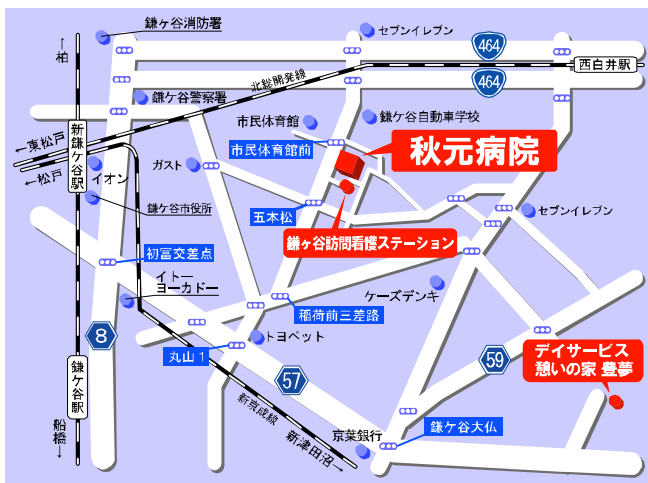 鎌ヶ谷消防署
セブンイレブン
464
↑柏
西白井駅
464
北総開発線
鎌ヶ谷警察署
市民体育館
鎌ケ谷自動車学校
←東松戸
新鎌ケ谷駅
市民体育館前
秋元病院
←松戸
イオン
ガスト
鎌ケ谷市役所
五本松
セブンイレブン
鎌ヶ谷訪問看護ステーション
初富交差点
イトー
ヨーカドー
ケーズデンキ
稲荷前三差路
8
トヨペット
丸山1
デイサービス
憩いの家 豊夢
59
57
鎌ケ谷駅
新京成線
船橋→
京葉銀行
鎌ケ谷大仏
新津田沼→